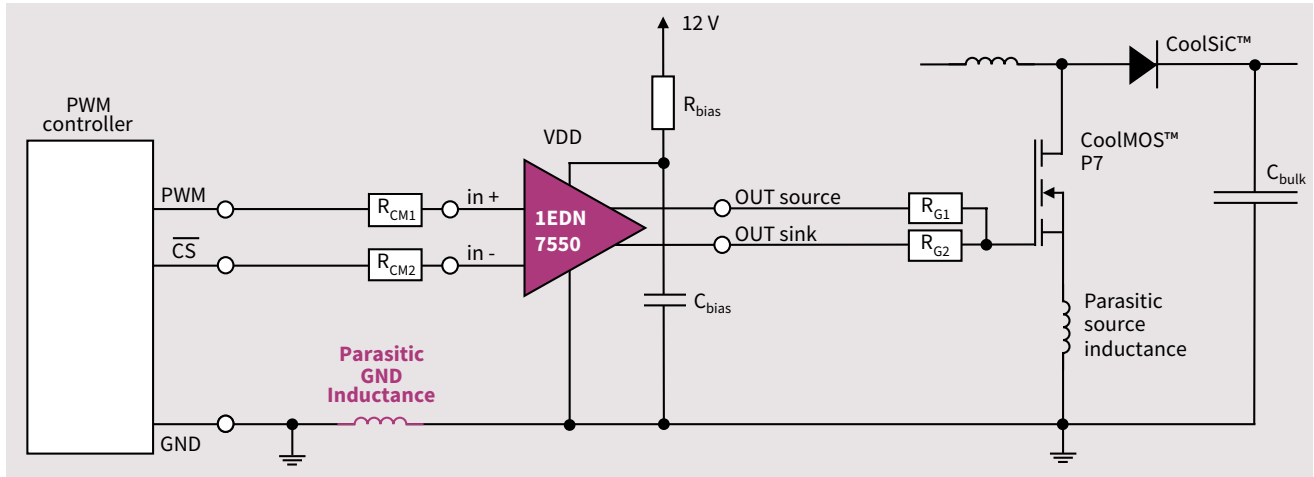 12 V
CoolSiC™
PWM
controller
R_bias
VDD
CoolMOS™
P7
C_bulk
PWM
R_CM1
in +
1EDN
7550
OUT source
R_G1
CS
R_CM2
in -
OUT sink
R_G2
C_bias
Parasitic
source
inductance
Parasitic
GND
Inductance
GND